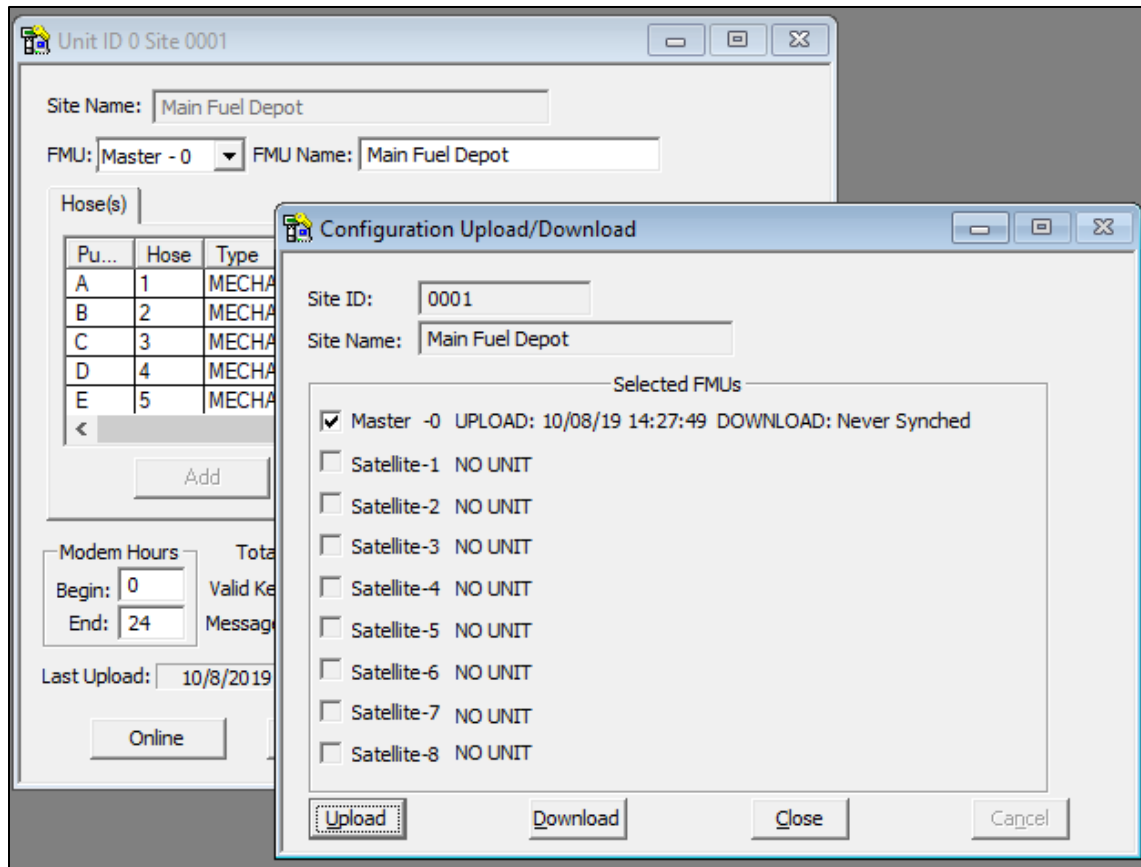 Unit ID 0 Site 0001
Site Name: Main Fuel Depot
FMU: Master - 0 FMU Name: Main Fuel Depot
Hose(s)
Pu... Hose Type
A 1 MECHA
B 2 MECHA
C 3 MECHA
D 4 MECHA
E 5 MECHA
Add
Modem Hours Tota
Begin: 0 Valid Ke
End: 24 Message
Last Upload: 10/8/2019
Online
Configuration Upload/Download
Site ID: 0001
Site Name: Main Fuel Depot
Selected FMUs
Master -0 UPLOAD: 10/08/19 14:27:49 DOWNLOAD: Never Synched
Satellite-1 NO UNIT
Satellite-2 NO UNIT
Satellite-3 NO UNIT
Satellite-4 NO UNIT
Satellite-5 NO UNIT
Satellite-6 NO UNIT
Satellite-7 NO UNIT
Satellite-8 NO UNIT
Upload Download Close Cancel